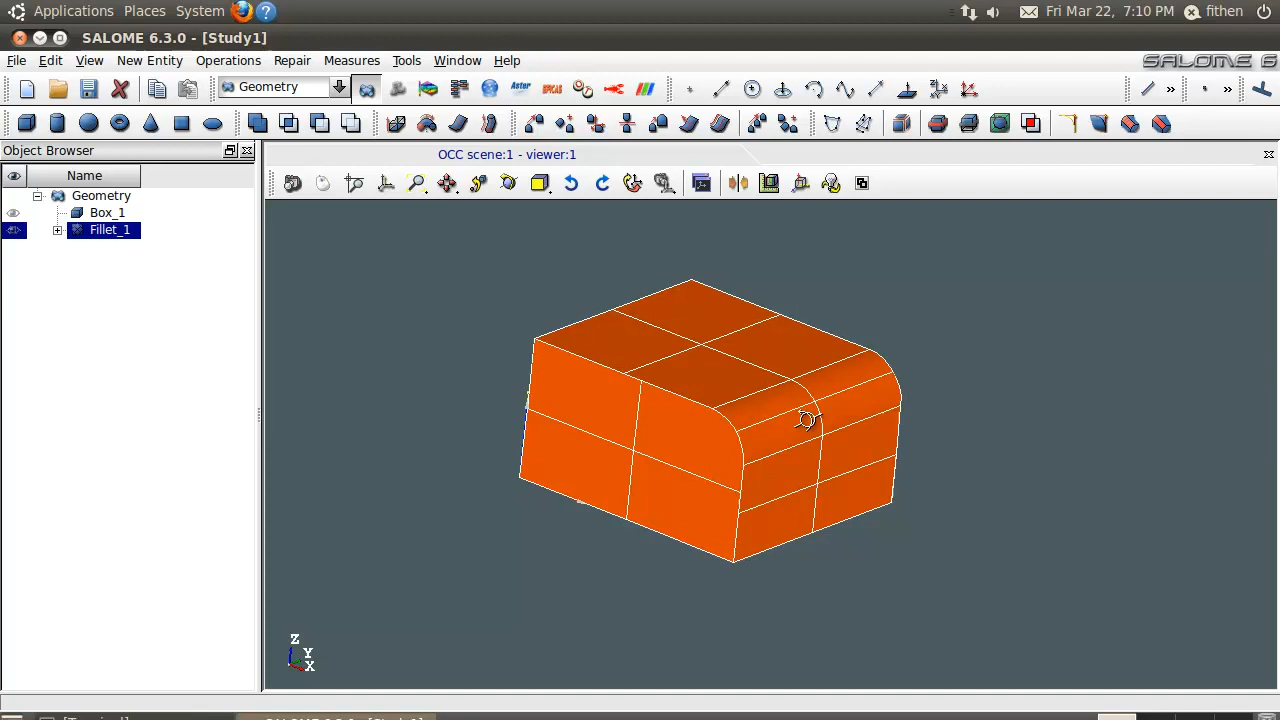 Applications Places System Fri Mar 22, 7:10 PM fithen
SALOME 6.3.0 - [Study1]
File Edit View New Entity Operations Repair Measures Tools Window Help SALOME 6
Geometry Aster EFICAS » »
Object Browser
OCC scene:1 - viewer:1
Name
Geometry
Box_1
Fillet_1
Z
Y
X